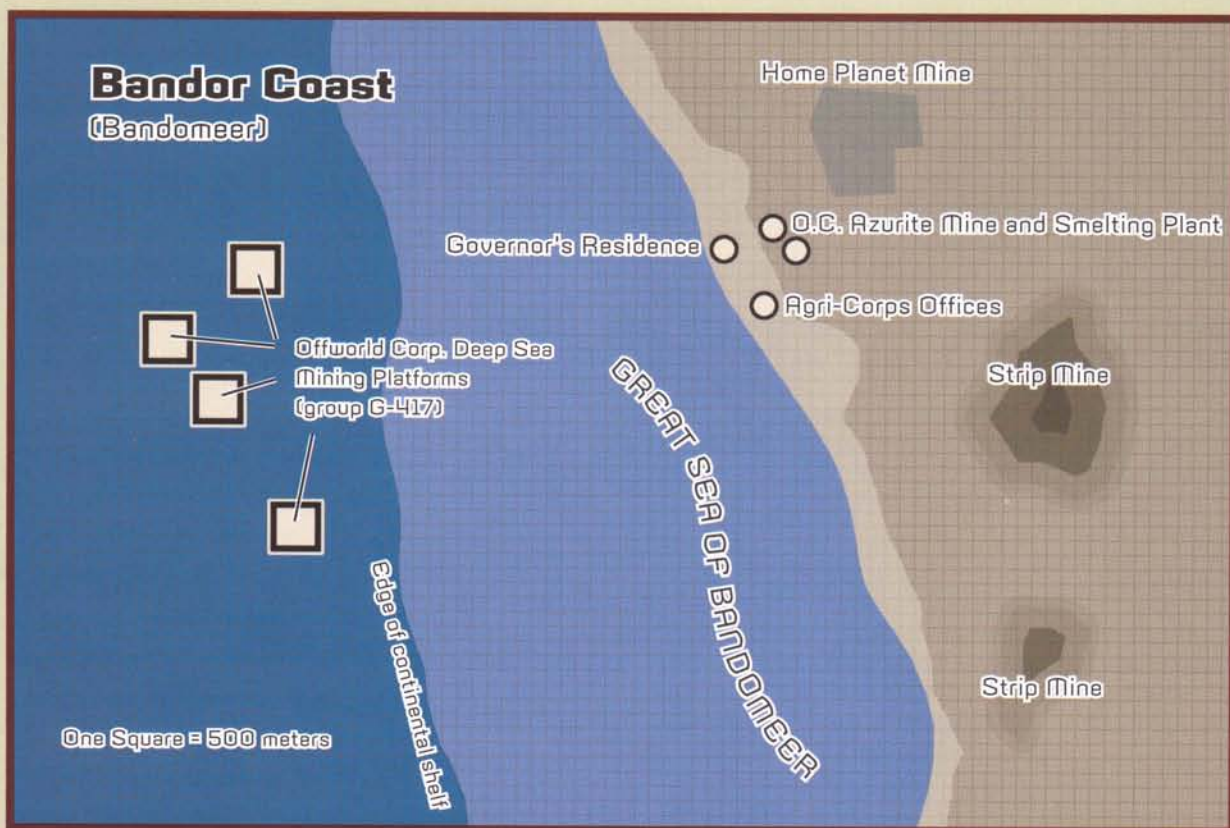 Bandor Coast
(Bandomeer)
Home Planet Mine
O.C. Azurite Mine and Smelting Plant
Governor's Residence
Agri-Corps Offices
Offworld Corp. Deep Sea
Mining Platforms
(group G-417)
Strip Mine
GREAT SEA OF BANDOMEER
Edge of continental shelf
Strip Mine
One Square = 500 meters